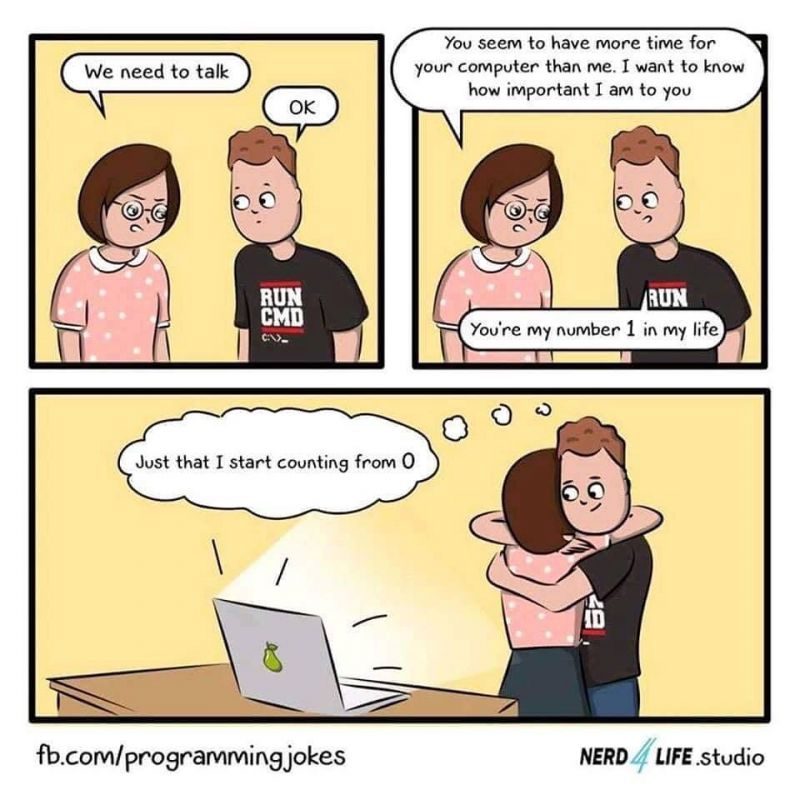 We need to talk
OK
RUN
CMD
C:\>_
You seem to have more time for
your computer than me. I want to know
how important I am to you
RUN
You're my number 1 in my life
Just that I start counting from 0
fb.com/programmingjokes
NERD 4 LIFE.studio